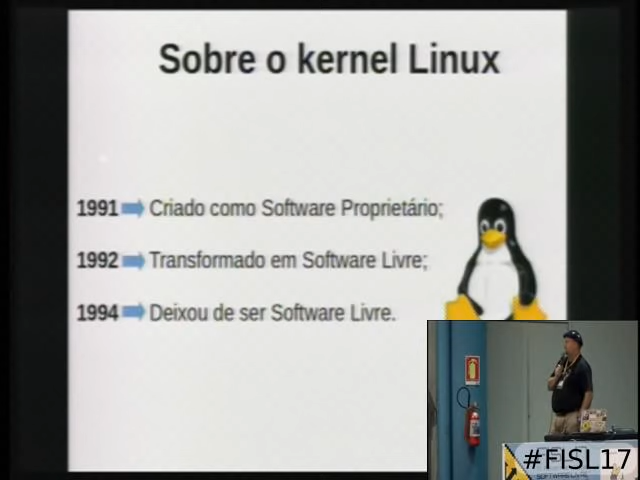 Sobre o kernel Linux
1991 Criado como Software Proprietário;
1992 Transformado em Software Livre;
1994 Deixou de ser Software Livre.
#FISL17